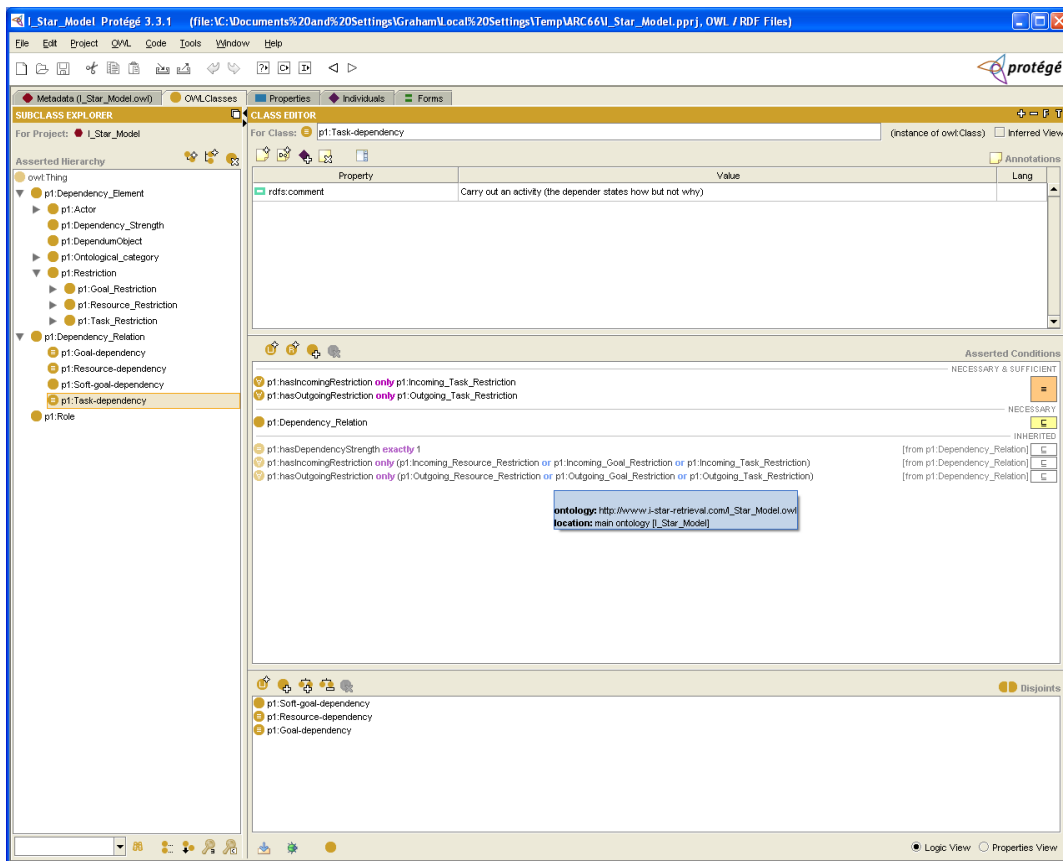 I_Star_Model Protégé 3.3.1 (file:\C:\Documents%20and%20Settings\Graham\Local%20Settings\Temp\ARC66\I_Star_Model.pprj, OWL / RDF Files)
File Edit Project OWL Code Tools Window Help
protégé
Metadata (I_Star_Model.owl) OWLClasses Properties Individuals Forms
SUBCLASS EXPLORER
For Project: I_Star_Model
Asserted Hierarchy
owl:Thing
p1:Dependency_Element
p1:Actor
p1:Dependency_Strength
p1:DependumObject
p1:Ontological_category
p1:Restriction
p1:Goal_Restriction
p1:Resource_Restriction
p1:Task_Restriction
p1:Dependency_Relation
p1:Goal-dependency
p1:Resource-dependency
p1:Soft-goal-dependency
p1:Task-dependency
p1:Role
CLASS EDITOR
For Class: p1:Task-dependency (instance of owl:Class) Inferred View
Annotations
Property Value Lang
rdfs:comment Carry out an activity (the depender states how but not why)
Asserted Conditions
NECESSARY & SUFFICIENT
p1:hasIncomingRestriction only p1:Incoming_Task_Restriction
p1:hasOutgoingRestriction only p1:Outgoing_Task_Restriction
NECESSARY
p1:Dependency_Relation
INHERITED
p1:hasDependencyStrength exactly 1 [from p1:Dependency_Relation]
p1:hasIncomingRestriction only (p1:Incoming_Resource_Restriction or p1:Incoming_Goal_Restriction or p1:Incoming_Task_Restriction) [from p1:Dependency_Relation]
p1:hasOutgoingRestriction only (p1:Outgoing_Resource_Restriction or p1:Outgoing_Goal_Restriction or p1:Outgoing_Task_Restriction) [from p1:Dependency_Relation]
ontology: http://www.i-star-retrieval.com/I_Star_Model.owl
location: main ontology [I_Star_Model]
Disjoints
p1:Soft-goal-dependency
p1:Resource-dependency
p1:Goal-dependency
Logic View Properties View